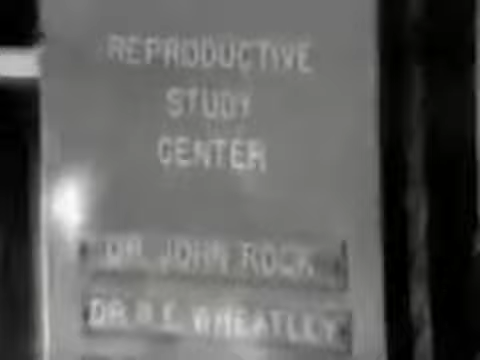 REPRODUCTIVE
STUDY
CENTER
DR. JOHN ROCK
DR. R.E. WHEATLEY